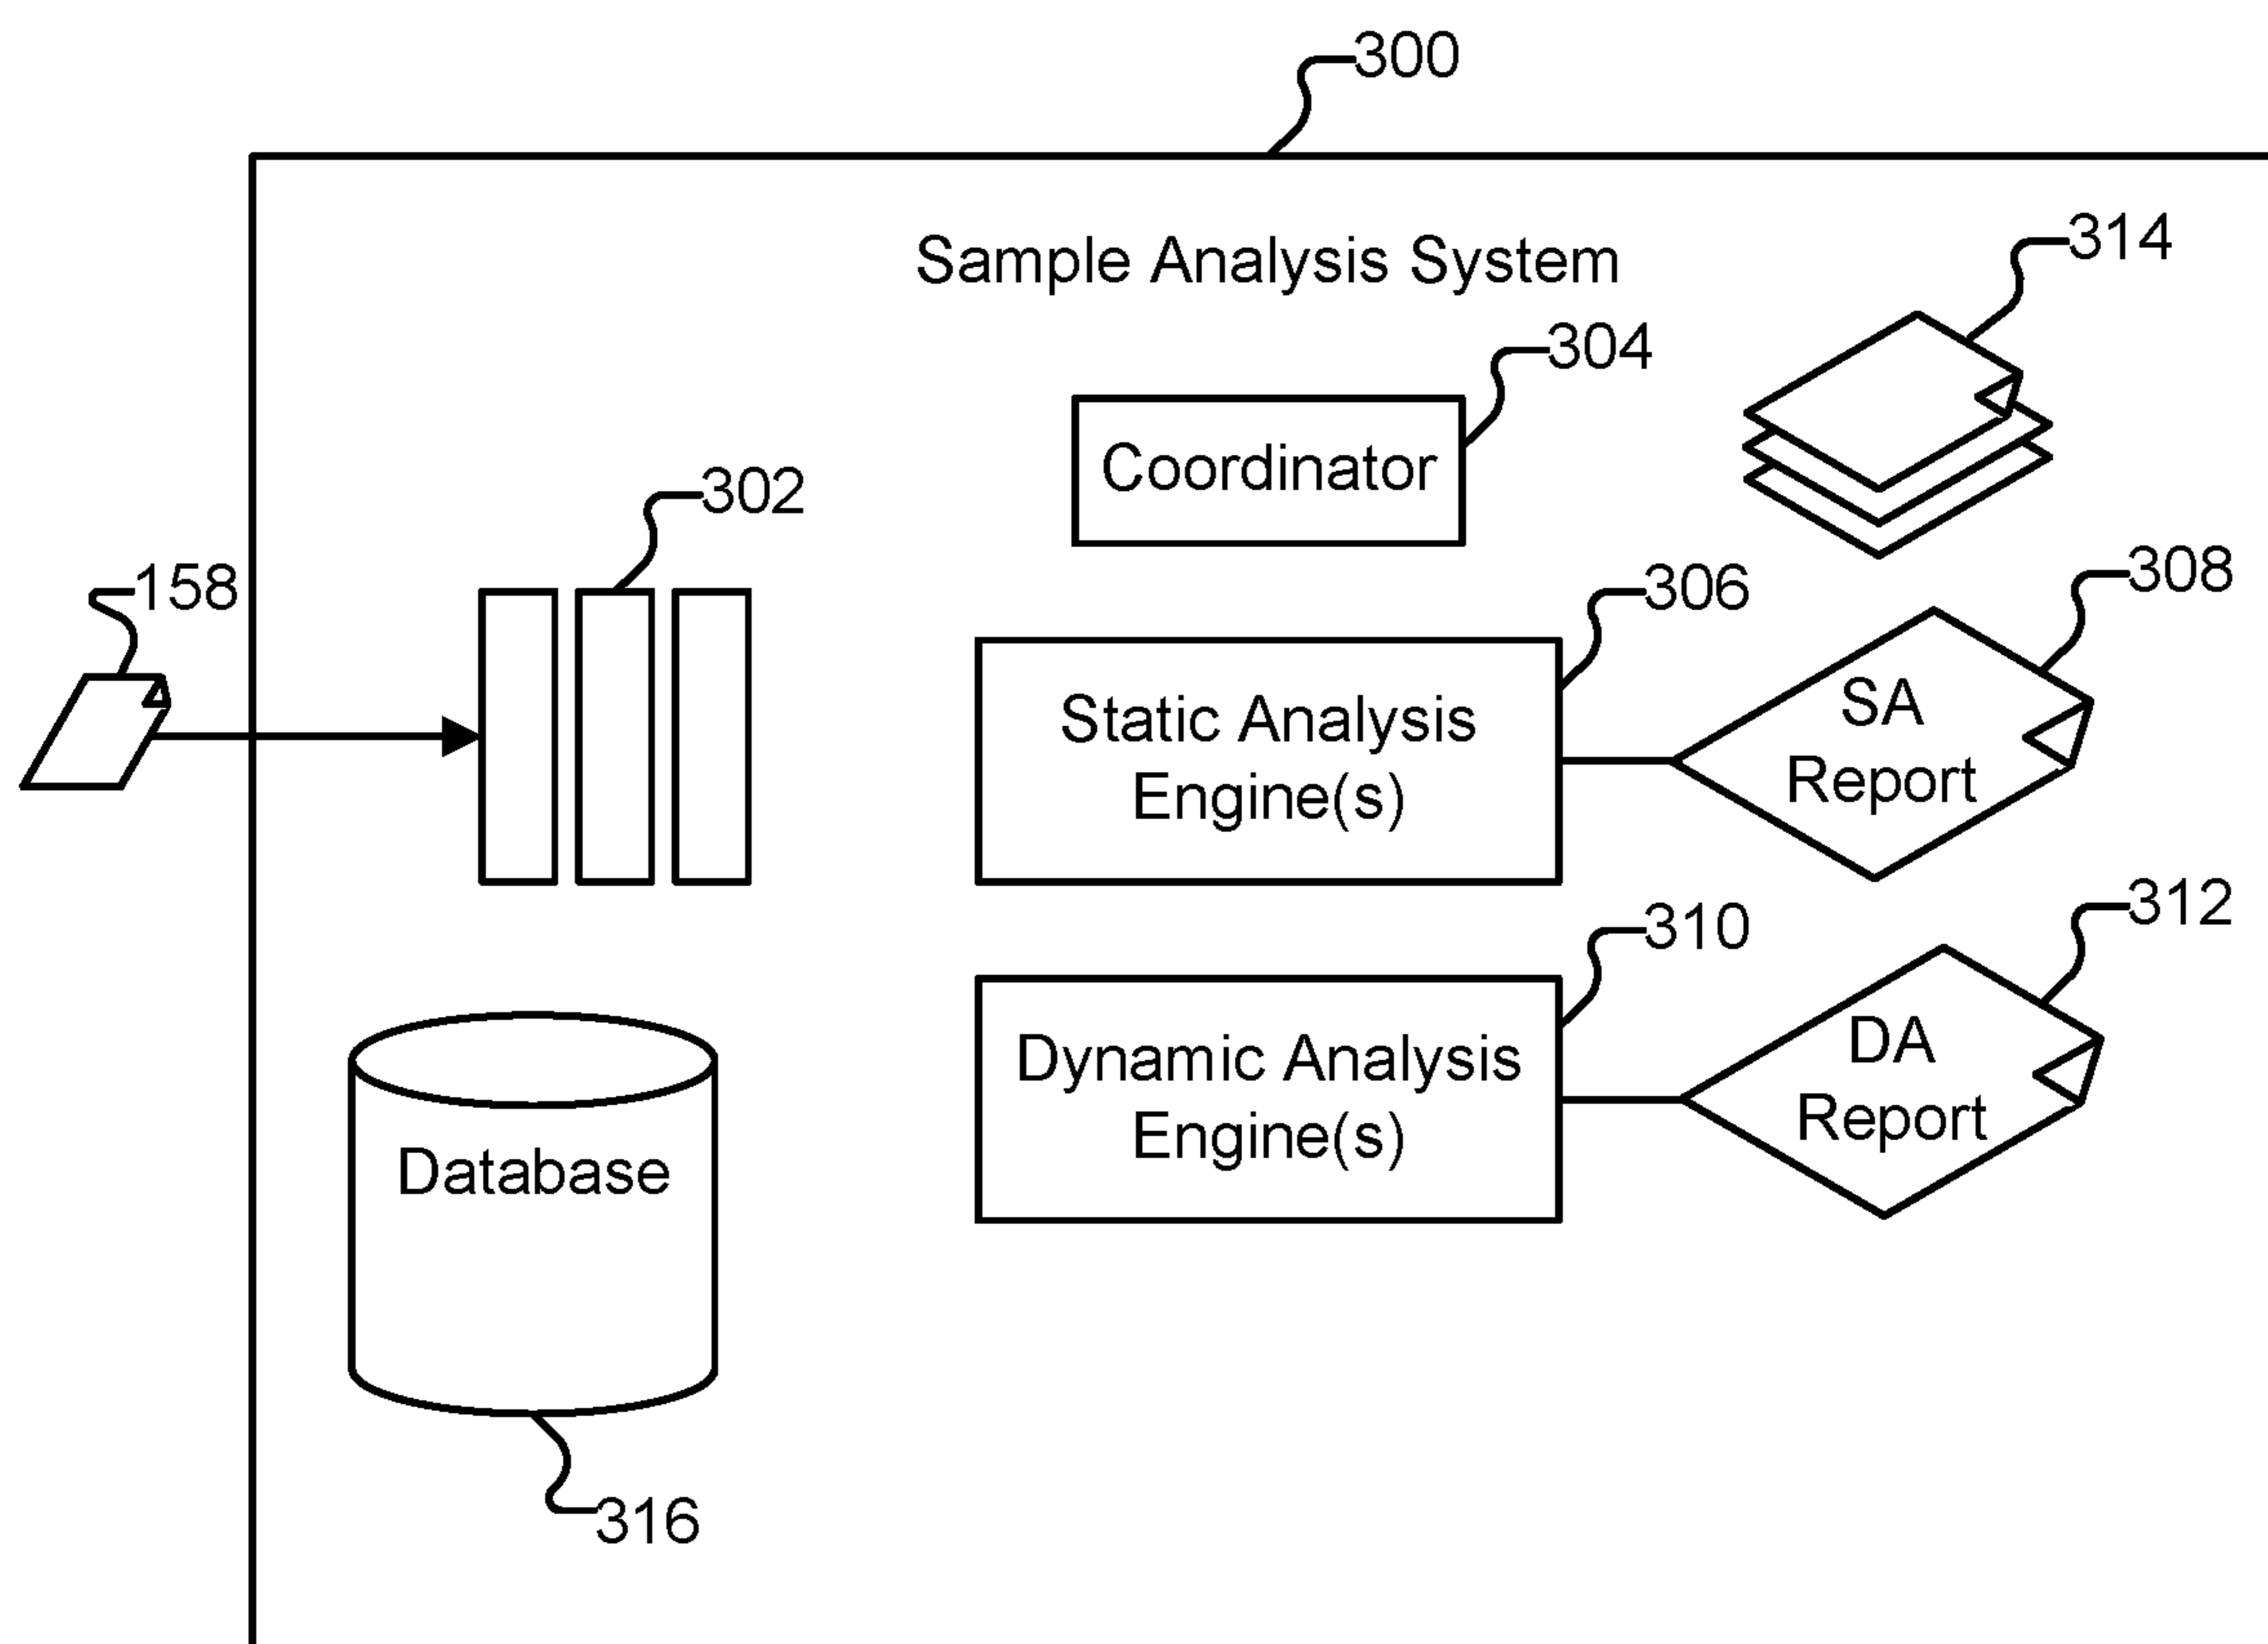 300
Sample Analysis System
314
304
Coordinator
302
158
306
308
Static Analysis
Engine(s)
SA
Report
310
312
Dynamic Analysis
Engine(s)
DA
Report
Database
316